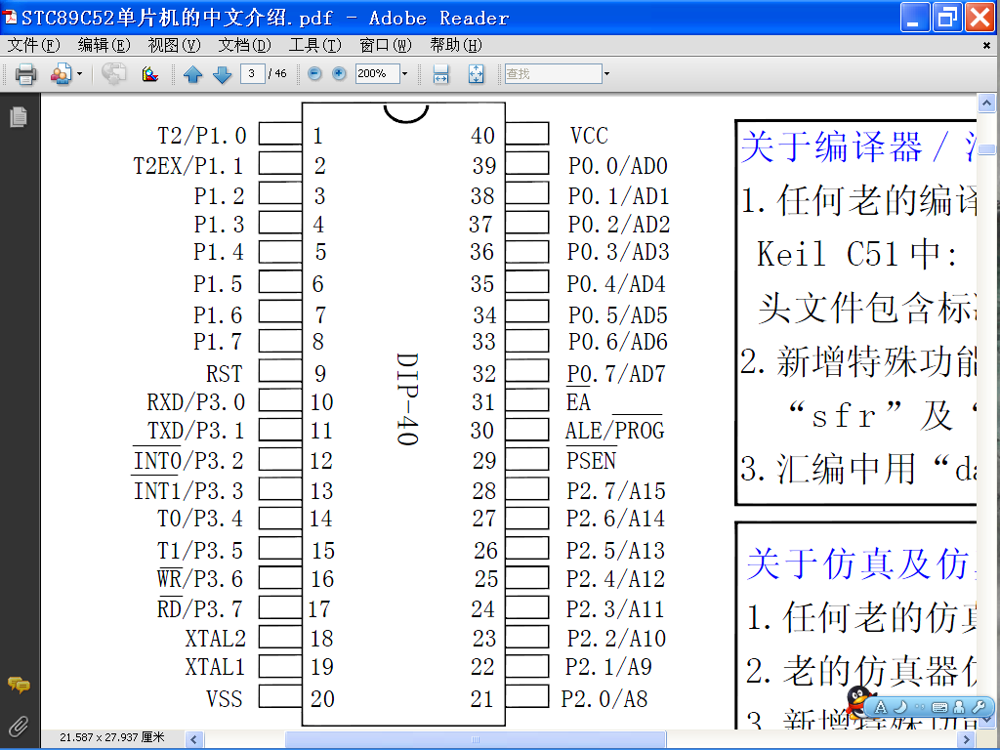 STC89C52单片机的中文介绍.pdf - Adobe Reader
文件(F) 编辑(E) 视图(V) 文档(D) 工具(T) 窗口(W) 帮助(H)
3 / 46 200% 查找
T2/P1.0 1 40 VCC
T2EX/P1.1 2 39 P0.0/AD0
P1.2 3 38 P0.1/AD1
P1.3 4 37 P0.2/AD2
P1.4 5 36 P0.3/AD3
P1.5 6 35 P0.4/AD4
P1.6 7 34 P0.5/AD5
P1.7 8 33 P0.6/AD6
RST 9 32 P0.7/AD7
RXD/P3.0 10 31 EA
TXD/P3.1 11 30 ALE/PROG
INT0/P3.2 12 29 PSEN
INT1/P3.3 13 28 P2.7/A15
T0/P3.4 14 27 P2.6/A14
T1/P3.5 15 26 P2.5/A13
WR/P3.6 16 25 P2.4/A12
RD/P3.7 17 24 P2.3/A11
XTAL2 18 23 P2.2/A10
XTAL1 19 22 P2.1/A9
VSS 20 21 P2.0/A8
DIP-40
关于编译器/
1.任何老的编译
Keil C51中:
头文件包含标
2.新增特殊功能
“sfr”及“
3.汇编中用“da
关于仿真及仿
1.任何老的仿真
2.老的仿真器仿
3.新增特殊功能
A
21.587 x 27.937 厘米